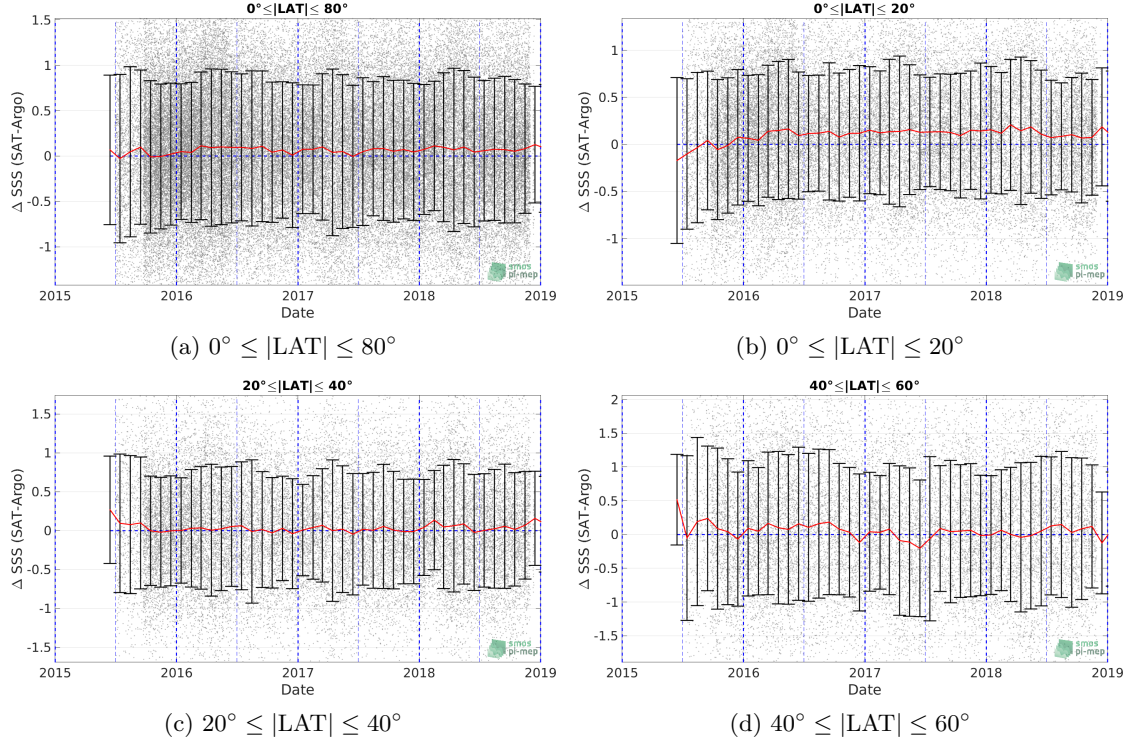 0°≤|LAT|≤ 80°
1.5
1
0.5
0
-0.5
-1
Δ SSS (SAT-Argo)
2015
2016
2017
2018
2019
Date
smos
pi-mep
(a) 0° ≤ |LAT| ≤ 80°
0°≤|LAT|≤ 20°
1
0.5
0
-0.5
-1
Δ SSS (SAT-Argo)
2015
2016
2017
2018
2019
Date
smos
pi-mep
(b) 0° ≤ |LAT| ≤ 20°
20°≤|LAT|≤ 40°
1.5
1
0.5
0
-0.5
-1
-1.5
Δ SSS (SAT-Argo)
2015
2016
2017
2018
2019
Date
smos
pi-mep
(c) 20° ≤ |LAT| ≤ 40°
40°≤|LAT|≤ 60°
2
1.5
1
0.5
0
-0.5
-1
-1.5
Δ SSS (SAT-Argo)
2015
2016
2017
2018
2019
Date
smos
pi-mep
(d) 40° ≤ |LAT| ≤ 60°